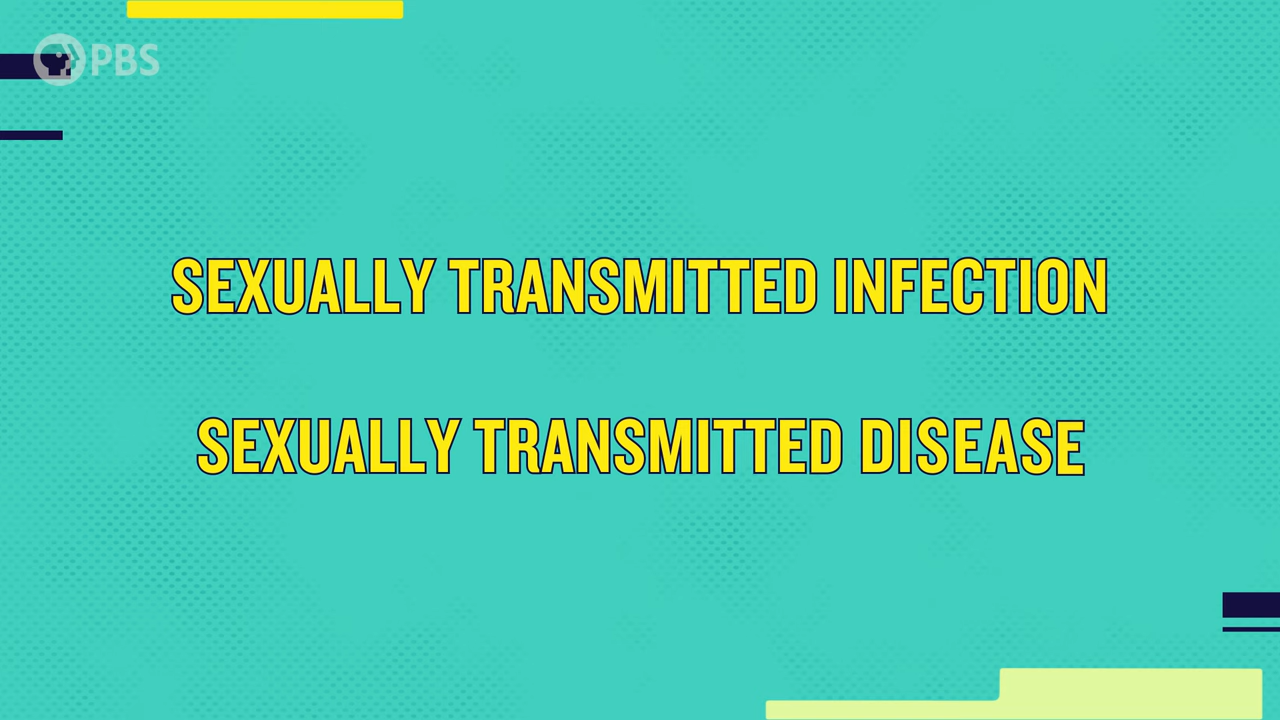 PBS
SEXUALLY TRANSMITTED INFECTION
SEXUALLY TRANSMITTED DISEASE